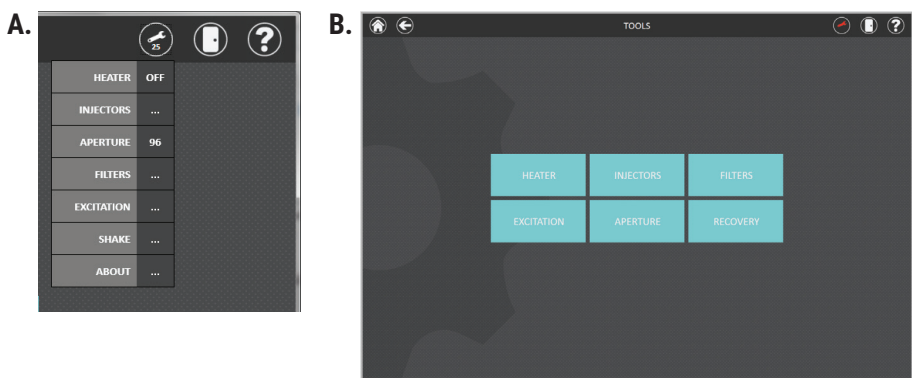 A.
25
HEATER OFF
INJECTORS ...
APERTURE 96
FILTERS ...
EXCITATION ...
SHAKE ...
ABOUT ...
B.
TOOLS
?
?
HEATER INJECTORS FILTERS
EXCITATION APERTURE RECOVERY